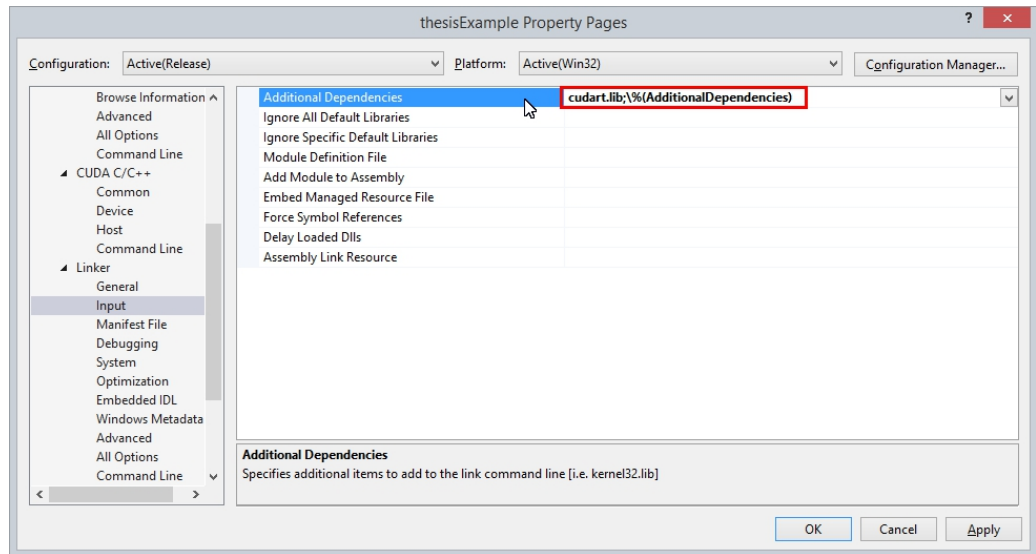 thesisExample Property Pages
?
×
Configuration: Active(Release) Platform: Active(Win32) Configuration Manager...
Browse Information
Advanced
All Options
Command Line
CUDA C/C++
Common
Device
Host
Command Line
Linker
General
Input
Manifest File
Debugging
System
Optimization
Embedded IDL
Windows Metadata
Advanced
All Options
Command Line
Additional Dependencies cudart.lib;\%(AdditionalDependencies)
Ignore All Default Libraries
Ignore Specific Default Libraries
Module Definition File
Add Module to Assembly
Embed Managed Resource File
Force Symbol References
Delay Loaded Dlls
Assembly Link Resource
Additional Dependencies
Specifies additional items to add to the link command line [i.e. kernel32.lib]
OK Cancel Apply